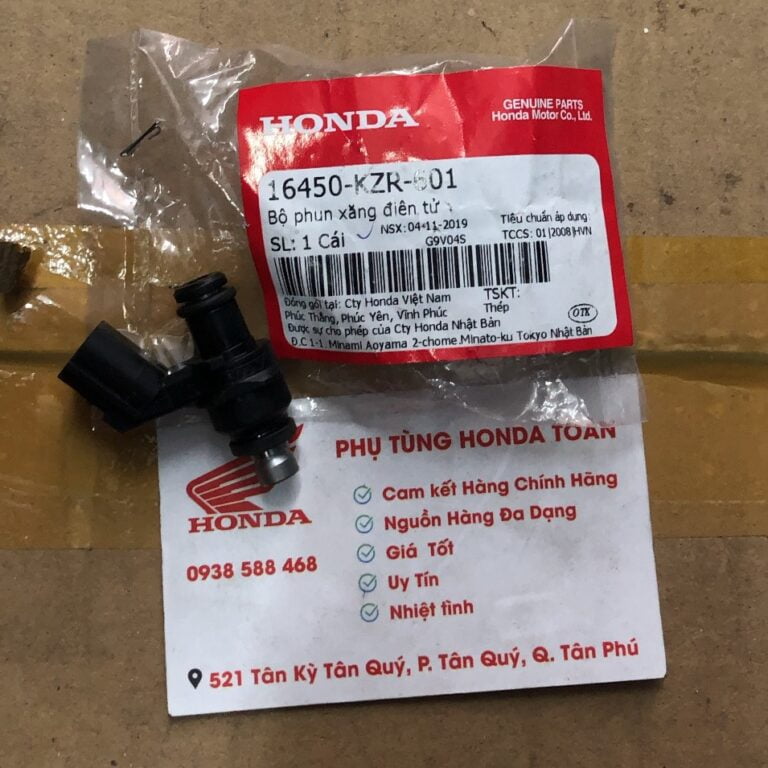 HONDA
GENUINE PARTS
Honda Motor Co., Ltd.
16450-KZR-601
Bộ phun xăng điện tử
SL: 1 Cái
NSX: 04-11-2019
G9V04S
Tiêu chuẩn áp dụng:
TCCS: 01|2008|HVN
Đóng gói tại: Cty Honda Việt Nam
Phúc Thắng, Phúc Yên, Vĩnh Phúc
Được sự cho phép của Cty Honda Nhật Bản
Đ.C 1-1. Minami Aoyama 2-chome.Minato-ku Tokyo Nhật Bản
TSKT:
Thép
OTK
PHỤ TÙNG HONDA TOÀN
HONDA
0938 588 468
Cam kết Hàng Chính Hãng
Nguồn Hàng Đa Dạng
Giá Tốt
Uy Tín
Nhiệt tình
521 Tân Kỳ Tân Quý, P. Tân Quý, Q. Tân Phú